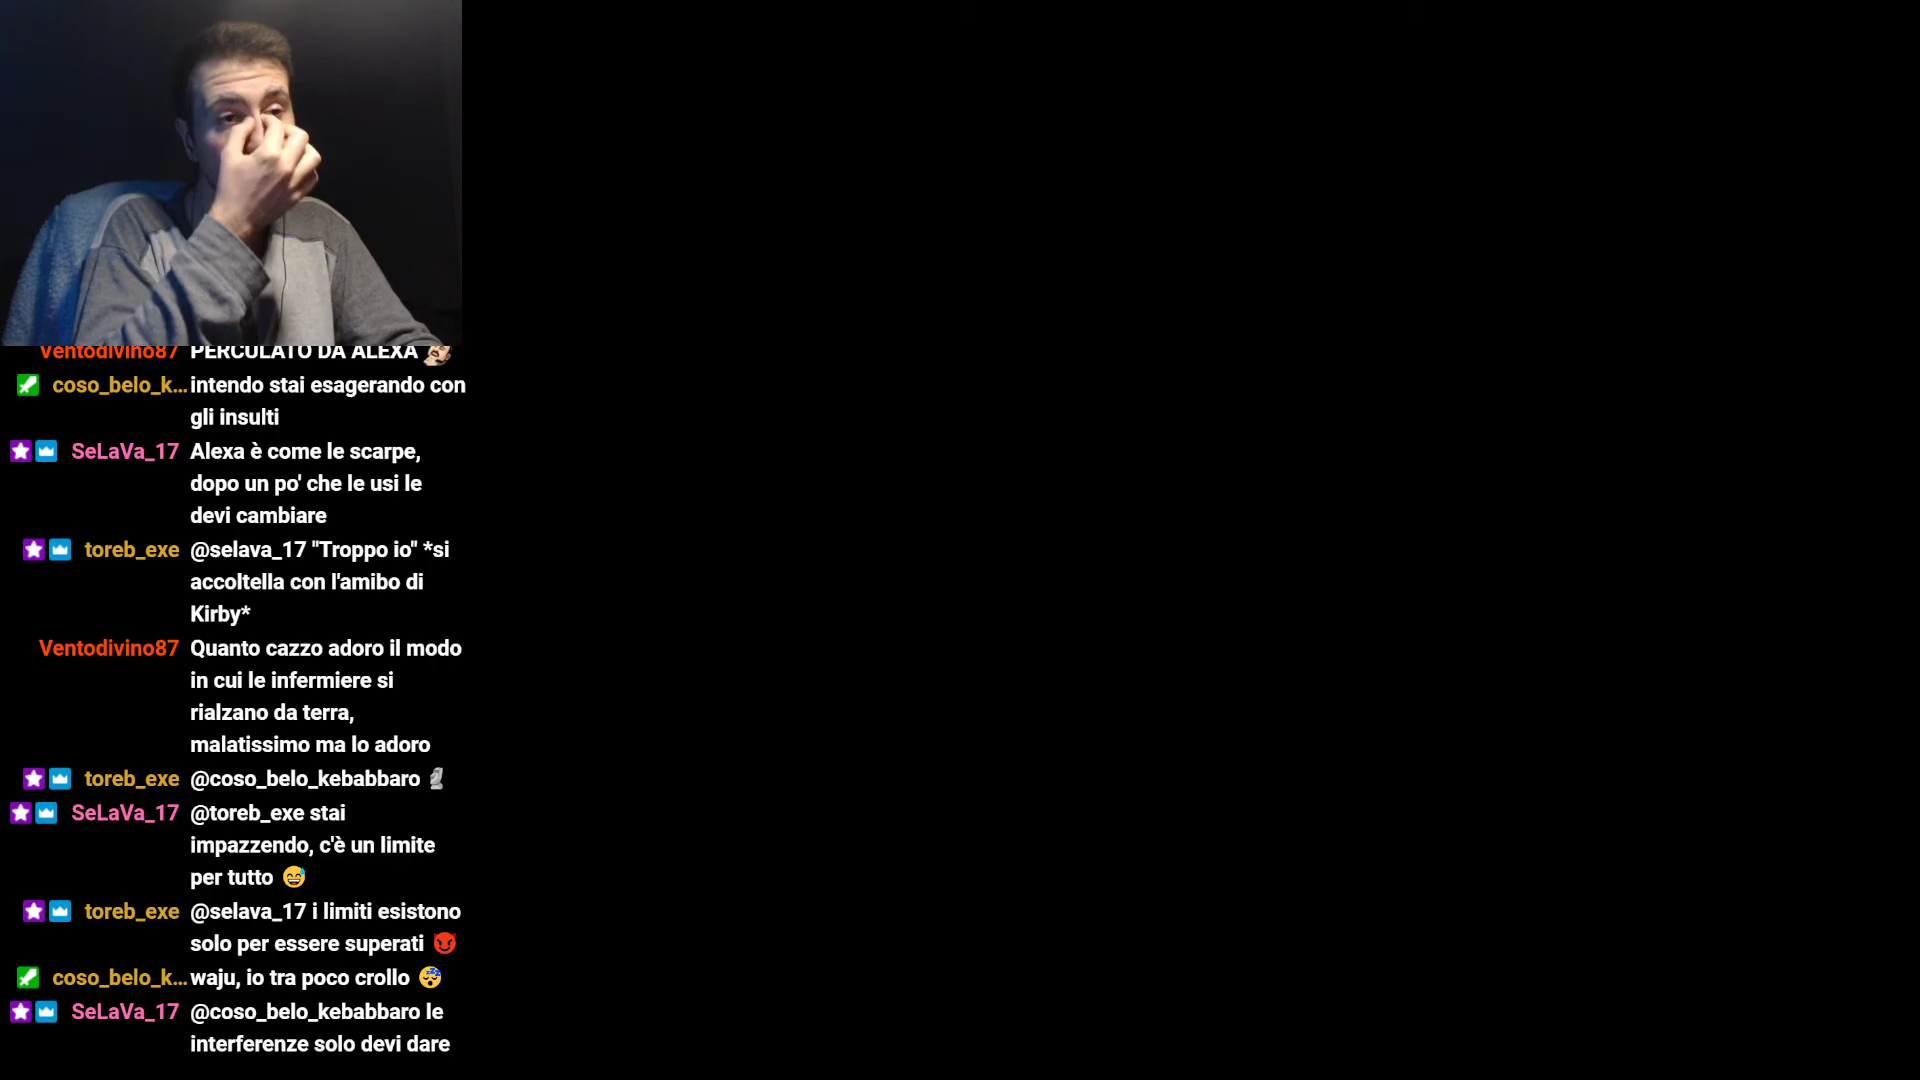 Ventodivino87 PERCULATO DA ALEXA
coso_belo_k... intendo stai esagerando con
gli insulti
SeLaVa_17 Alexa è come le scarpe,
dopo un po' che le usi le
devi cambiare
toreb_exe @selava_17 "Troppo io" *si
accoltella con l'amibo di
Kirby*
Ventodivino87 Quanto cazzo adoro il modo
in cui le infermiere si
rialzano da terra,
malatissimo ma lo adoro
toreb_exe @coso_belo_kebabbaro 🗿
SeLaVa_17 @toreb_exe stai
impazzendo, c'è un limite
per tutto 😅
toreb_exe @selava_17 i limiti esistono
solo per essere superati 😈
coso_belo_k... waju, io tra poco crollo 😴
SeLaVa_17 @coso_belo_kebabbaro le
interferenze solo devi dare